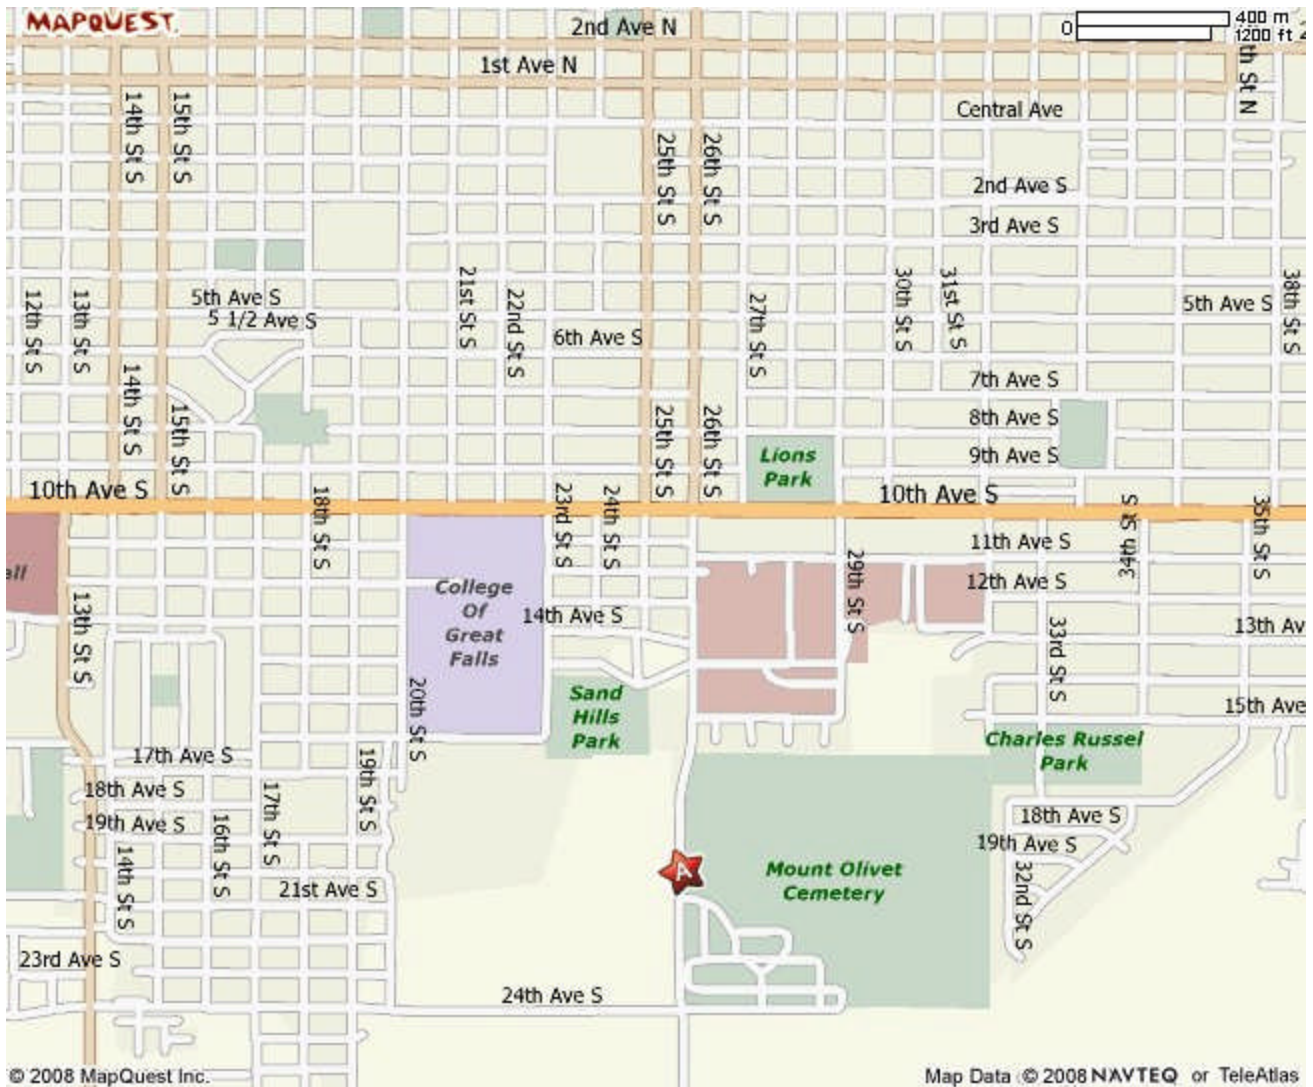 MAPQUEST.
2nd Ave N
0
400 m
1200 ft
1st Ave N
th St N
14th St S
15th St S
Central Ave
25th St S
26th St S
2nd Ave S
3rd Ave S
12th St S
13th St S
5th Ave S
5 1/2 Ave S
21st St S
22nd St S
6th Ave S
27th St S
30th St S
31st St S
5th Ave S
38th St S
14th St S
15th St S
7th Ave S
8th Ave S
9th Ave S
25th St S
26th St S
Lions
Park
10th Ave S
10th Ave S
18th St S
23rd St S
24th St S
34th St S
35th St S
11th Ave S
12th Ave S
all
College
Of
Great
Falls
14th Ave S
29th St S
13th St S
33rd St S
13th Av
20th St S
Sand
Hills
Park
15th Ave
Charles Russel
Park
17th Ave S
18th Ave S
19th Ave S
19th St S
17th St S
16th St S
14th St S
21st Ave S
18th Ave S
19th Ave S
32nd St S
A
Mount Olivet
Cemetery
23rd Ave S
24th Ave S
© 2008 MapQuest Inc.
Map Data © 2008 NAVTEQ or TeleAtlas